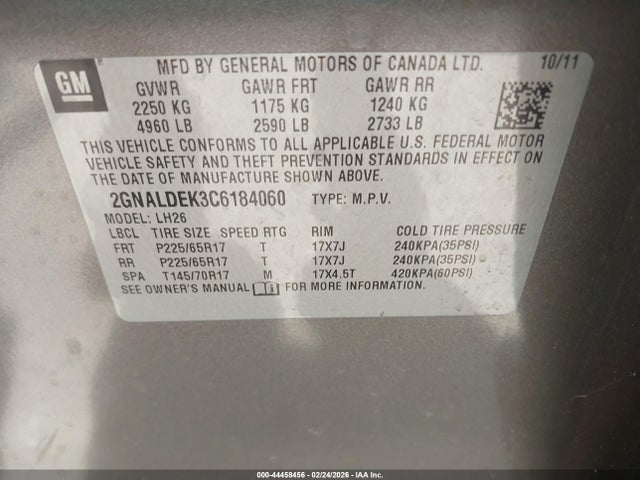 GM
MFD BY GENERAL MOTORS OF CANADA LTD. 10/11
GVWR GAWR FRT GAWR RR
2250 KG 1175 KG 1240 KG
4960 LB 2590 LB 2733 LB
THIS VEHICLE CONFORMS TO ALL APPLICABLE U.S. FEDERAL MOTOR
VEHICLE SAFETY AND THEFT PREVENTION STANDARDS IN EFFECT ON
THE DATE OF MANUFACTURE SHOWN ABOVE.
2GNALDEK3C6184060 TYPE: M.P.V.
MODEL: LH26
LBCL TIRE SIZE SPEED RTG RIM COLD TIRE PRESSURE
FRT P225/65R17 T 17X7J 240KPA(35PSI)
RR P225/65R17 T 17X7J 240KPA(35PSI)
SPA T145/70R17 M 17X4.5T 420KPA(60PSI)
SEE OWNER'S MANUAL FOR MORE INFORMATION.
000-44458456 - 02/24/2026 - IAA Inc.